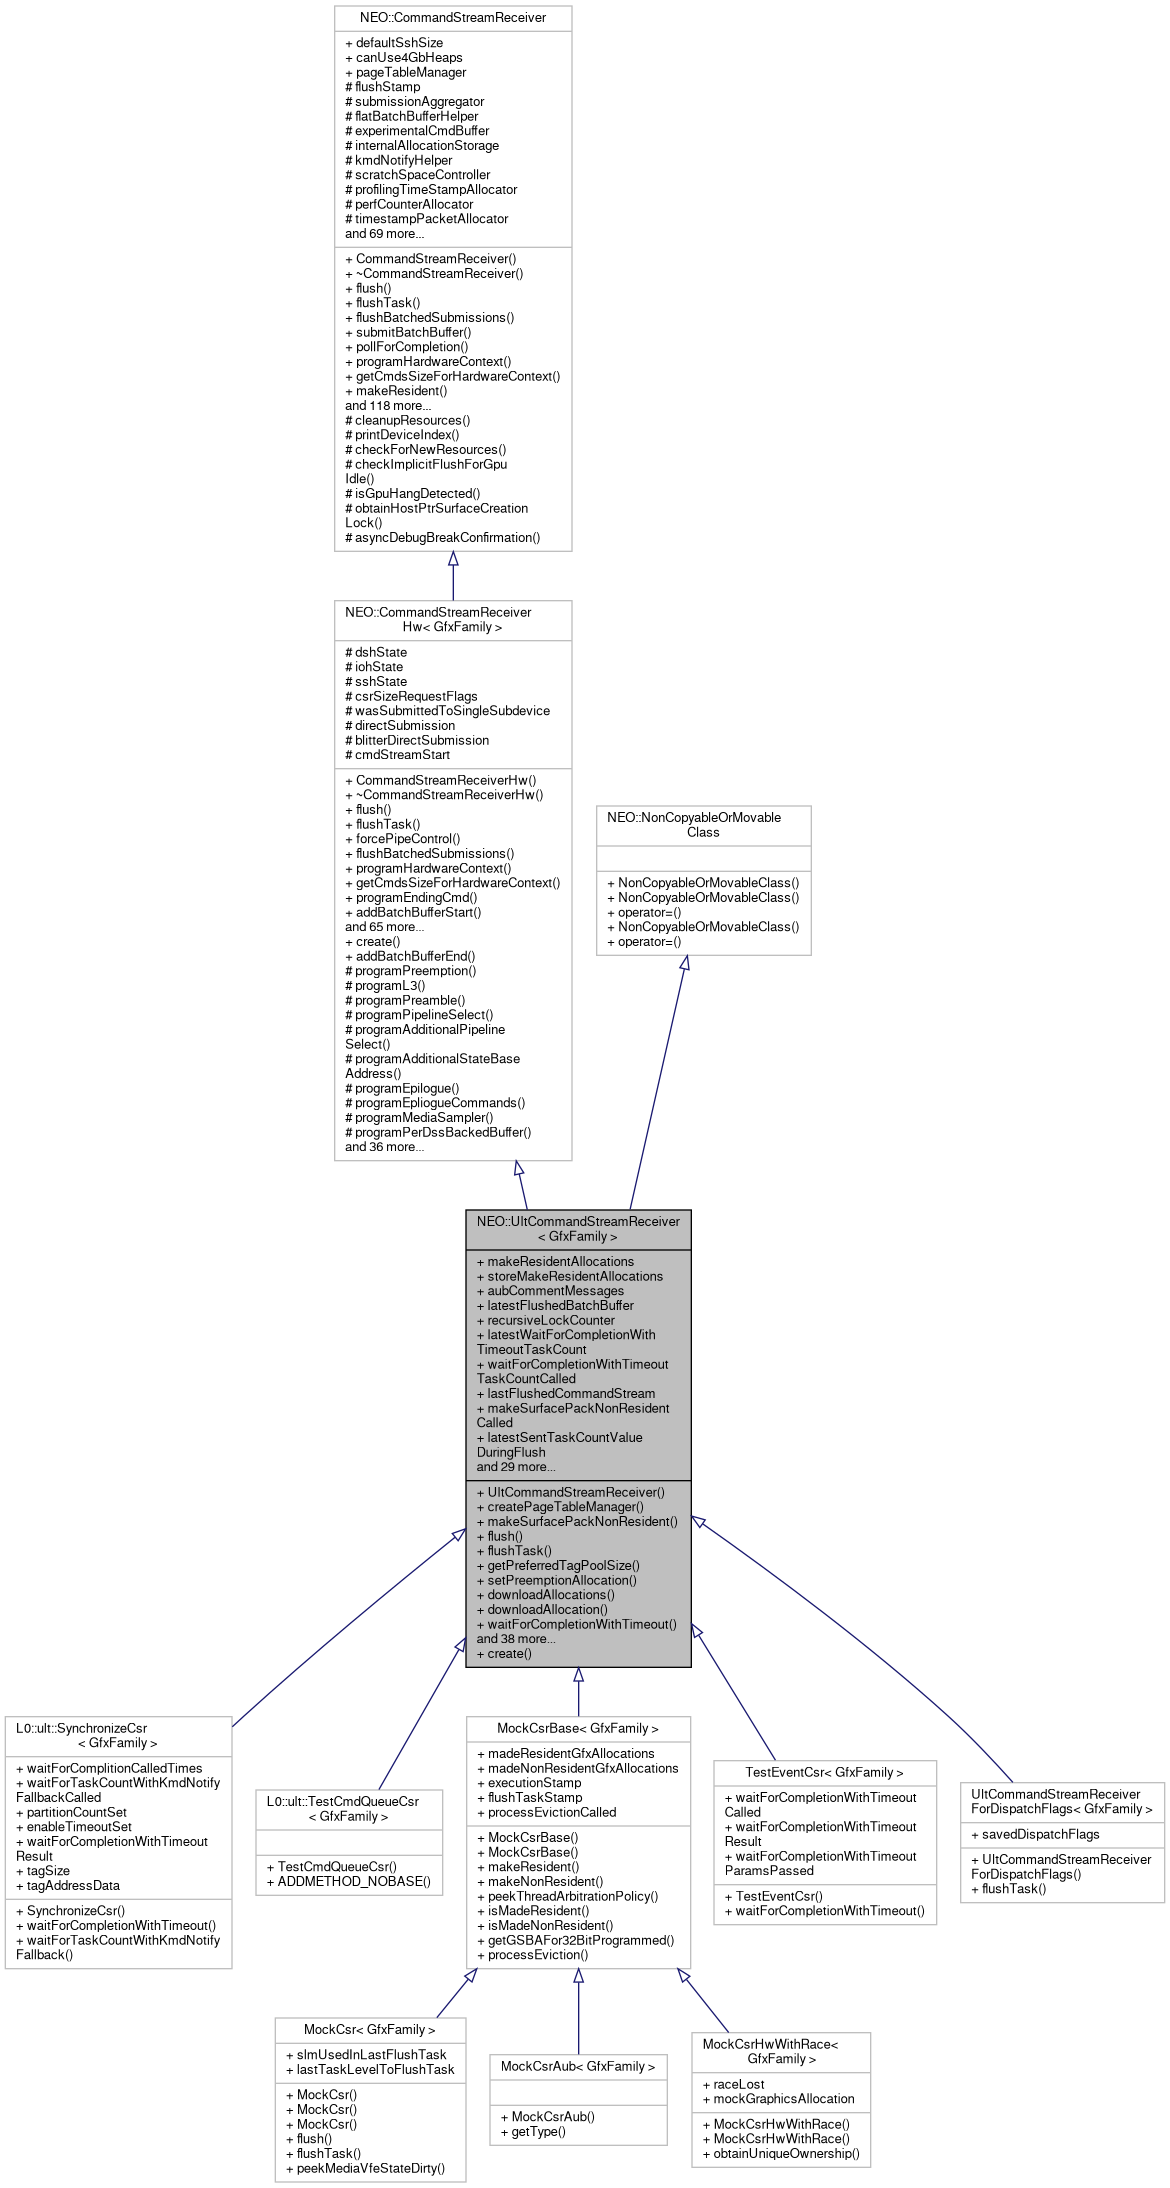 NEO::CommandStreamReceiver
+ defaultSshSize
+ canUse4GbHeaps
+ pageTableManager
# flushStamp
# submissionAggregator
# flatBatchBufferHelper
# experimentalCmdBuffer
# internalAllocationStorage
# kmdNotifyHelper
# scratchSpaceController
# profilingTimeStampAllocator
# perfCounterAllocator
# timestampPacketAllocator
and 69 more...
+ CommandStreamReceiver()
+ ~CommandStreamReceiver()
+ flush()
+ flushTask()
+ flushBatchedSubmissions()
+ submitBatchBuffer()
+ pollForCompletion()
+ programHardwareContext()
+ getCmdsSizeForHardwareContext()
+ makeResident()
and 118 more...
# cleanupResources()
# printDeviceIndex()
# checkForNewResources()
# checkImplicitFlushForGpu
Idle()
# isGpuHangDetected()
# obtainHostPtrSurfaceCreation
Lock()
# asyncDebugBreakConfirmation()
NEO::CommandStreamReceiver
Hw< GfxFamily >
# dshState
# iohState
# sshState
# csrSizeRequestFlags
# wasSubmittedToSingleSubdevice
# directSubmission
# blitterDirectSubmission
# cmdStreamStart
+ CommandStreamReceiverHw()
+ ~CommandStreamReceiverHw()
+ flush()
+ flushTask()
+ forcePipeControl()
+ flushBatchedSubmissions()
+ programHardwareContext()
+ getCmdsSizeForHardwareContext()
+ programEndingCmd()
+ addBatchBufferStart()
and 65 more...
+ create()
+ addBatchBufferEnd()
# programPreemption()
# programL3()
# programPreamble()
# programPipelineSelect()
# programAdditionalPipeline
Select()
# programAdditionalStateBase
Address()
# programEpilogue()
# programEpliogueCommands()
# programMediaSampler()
# programPerDssBackedBuffer()
and 36 more...
NEO::NonCopyableOrMovable
Class
+ NonCopyableOrMovableClass()
+ NonCopyableOrMovableClass()
+ operator=()
+ NonCopyableOrMovableClass()
+ operator=()
NEO::UltCommandStreamReceiver
< GfxFamily >
+ makeResidentAllocations
+ storeMakeResidentAllocations
+ aubCommentMessages
+ latestFlushedBatchBuffer
+ recursiveLockCounter
+ latestWaitForCompletionWith
TimeoutTaskCount
+ waitForCompletionWithTimeout
TaskCountCalled
+ lastFlushedCommandStream
+ makeSurfacePackNonResident
Called
+ latestSentTaskCountValue
DuringFlush
and 29 more...
+ UltCommandStreamReceiver()
+ createPageTableManager()
+ makeSurfacePackNonResident()
+ flush()
+ flushTask()
+ getPreferredTagPoolSize()
+ setPreemptionAllocation()
+ downloadAllocations()
+ downloadAllocation()
+ waitForCompletionWithTimeout()
and 38 more...
+ create()
L0::ult::SynchronizeCsr
< GfxFamily >
+ waitForComplitionCalledTimes
+ waitForTaskCountWithKmdNotify
FallbackCalled
+ partitionCountSet
+ enableTimeoutSet
+ waitForCompletionWithTimeout
Result
+ tagSize
+ tagAddressData
+ SynchronizeCsr()
+ waitForCompletionWithTimeout()
+ waitForTaskCountWithKmdNotify
Fallback()
L0::ult::TestCmdQueueCsr
< GfxFamily >
+ TestCmdQueueCsr()
+ ADDMETHOD_NOBASE()
MockCsrBase< GfxFamily >
+ madeResidentGfxAllocations
+ madeNonResidentGfxAllocations
+ executionStamp
+ flushTaskStamp
+ processEvictionCalled
+ MockCsrBase()
+ MockCsrBase()
+ makeResident()
+ makeNonResident()
+ peekThreadArbitrationPolicy()
+ isMadeResident()
+ isMadeNonResident()
+ getGSBAFor32BitProgrammed()
+ processEviction()
TestEventCsr< GfxFamily >
+ waitForCompletionWithTimeout
Called
+ waitForCompletionWithTimeout
Result
+ waitForCompletionWithTimeout
ParamsPassed
+ TestEventCsr()
+ waitForCompletionWithTimeout()
UltCommandStreamReceiver
ForDispatchFlags< GfxFamily >
+ savedDispatchFlags
+ UltCommandStreamReceiver
ForDispatchFlags()
+ flushTask()
MockCsr< GfxFamily >
+ slmUsedInLastFlushTask
+ lastTaskLevelToFlushTask
+ MockCsr()
+ MockCsr()
+ MockCsr()
+ flush()
+ flushTask()
+ peekMediaVfeStateDirty()
MockCsrAub< GfxFamily >
+ MockCsrAub()
+ getType()
MockCsrHwWithRace<
GfxFamily >
+ raceLost
+ mockGraphicsAllocation
+ MockCsrHwWithRace()
+ MockCsrHwWithRace()
+ obtainUniqueOwnership()